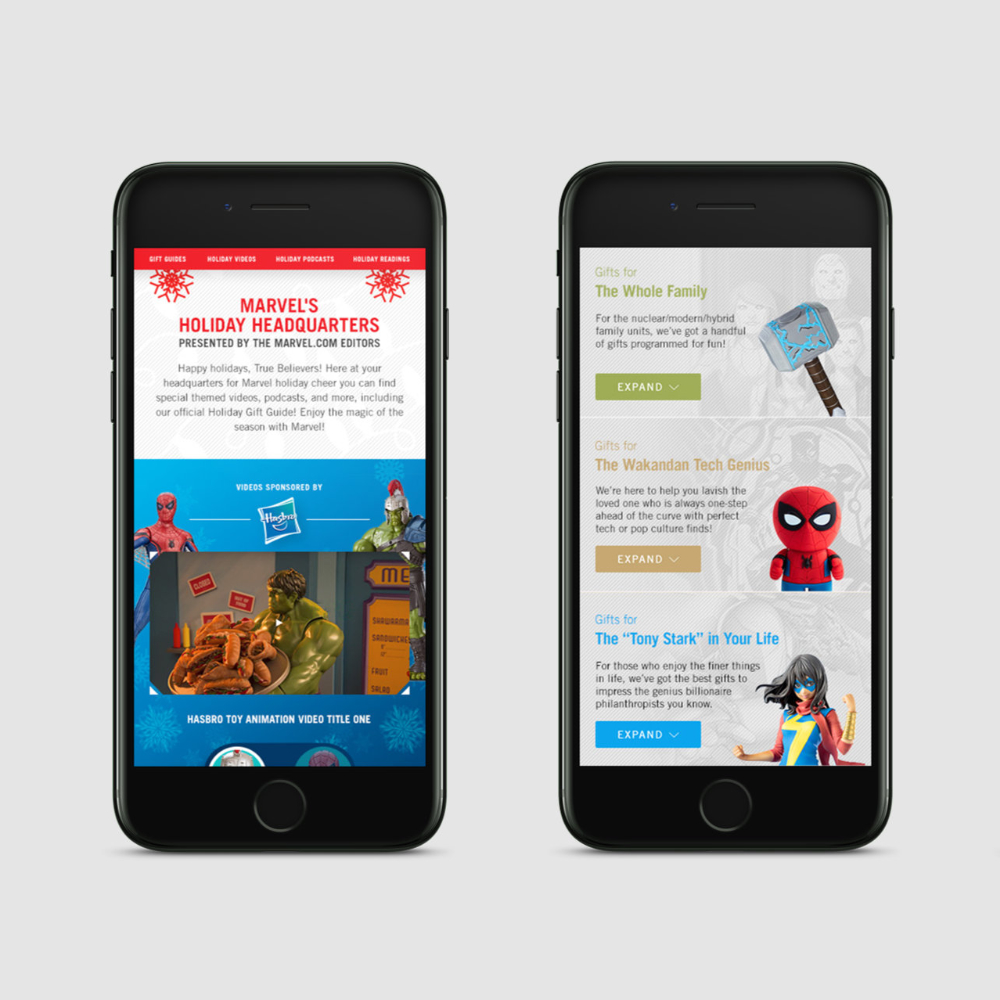 GIFT GUIDES HOLIDAY VIDEOS HOLIDAY PODCASTS HOLIDAY READINGS
MARVEL'S
HOLIDAY HEADQUARTERS
PRESENTED BY THE MARVEL.COM EDITORS
Happy holidays, True Believers! Here at your
headquarters for Marvel holiday cheer you can find
special themed videos, podcasts, and more, including
our official Holiday Gift Guide! Enjoy the magic of the
season with Marvel!
VIDEOS SPONSORED BY
Hasbro
ME
SHAWARMA
SANDWICHES
FRUIT
SALAD
HASBRO TOY ANIMATION VIDEO TITLE ONE
Gifts for
The Whole Family
For the nuclear/modern/hybrid
family units, we've got a handful
of gifts programmed for fun!
EXPAND
Gifts for
The Wakandan Tech Genius
We're here to help you lavish the
loved one who is always one-step
ahead of the curve with perfect
tech or pop culture finds!
EXPAND
Gifts for
The “Tony Stark” in Your Life
For those who enjoy the finer things
in life, we've got the best gifts to
impress the genius billionaire
philanthropists you know.
EXPAND